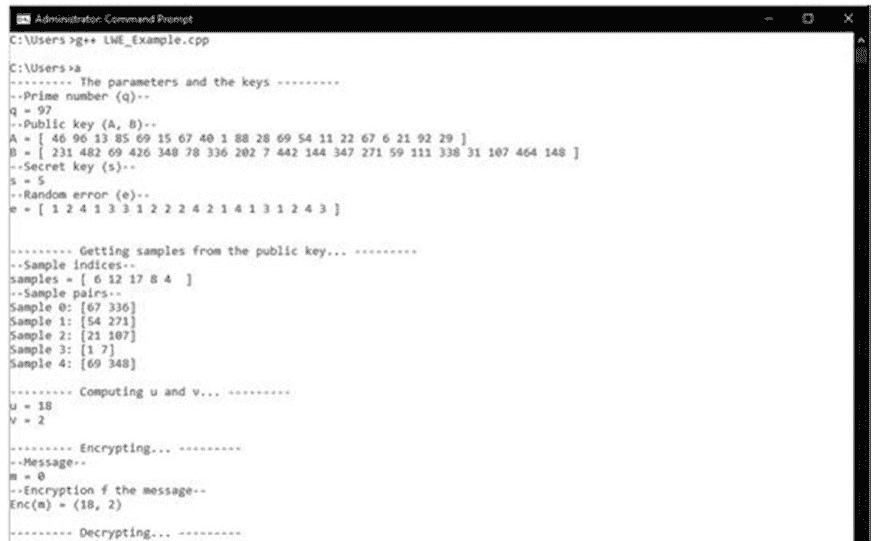 Administrator: Command Prompt
C:\Users>g++ LWE_Example.cpp
C:\Users>a
--------- The parameters and the keys ---------
--Prime number (q)--
q = 97
--Public key (A, B)--
A = [ 46 96 13 85 69 15 67 40 1 88 28 69 54 11 22 67 6 21 92 29 ]
B = [ 231 482 69 426 348 78 336 202 7 442 144 347 271 59 111 338 31 107 464 148 ]
--Secret key (s)--
s = 5
--Random error (e)--
e = [ 1 2 4 1 3 3 1 2 2 2 4 2 1 4 1 3 1 2 4 3 ]
--------- Getting samples from the public key... ---------
--Sample indices--
samples = [ 6 12 17 8 4  ]
--Sample pairs--
Sample 0: [67 336]
Sample 1: [54 271]
Sample 2: [21 107]
Sample 3: [1 7]
Sample 4: [69 348]
--------- Computing u and v... ---------
u = 18
v = 2
--------- Encrypting... ---------
--Message--
m = 0
--Encryption f the message--
Enc(m) = (18, 2)
--------- Decrypting... ---------